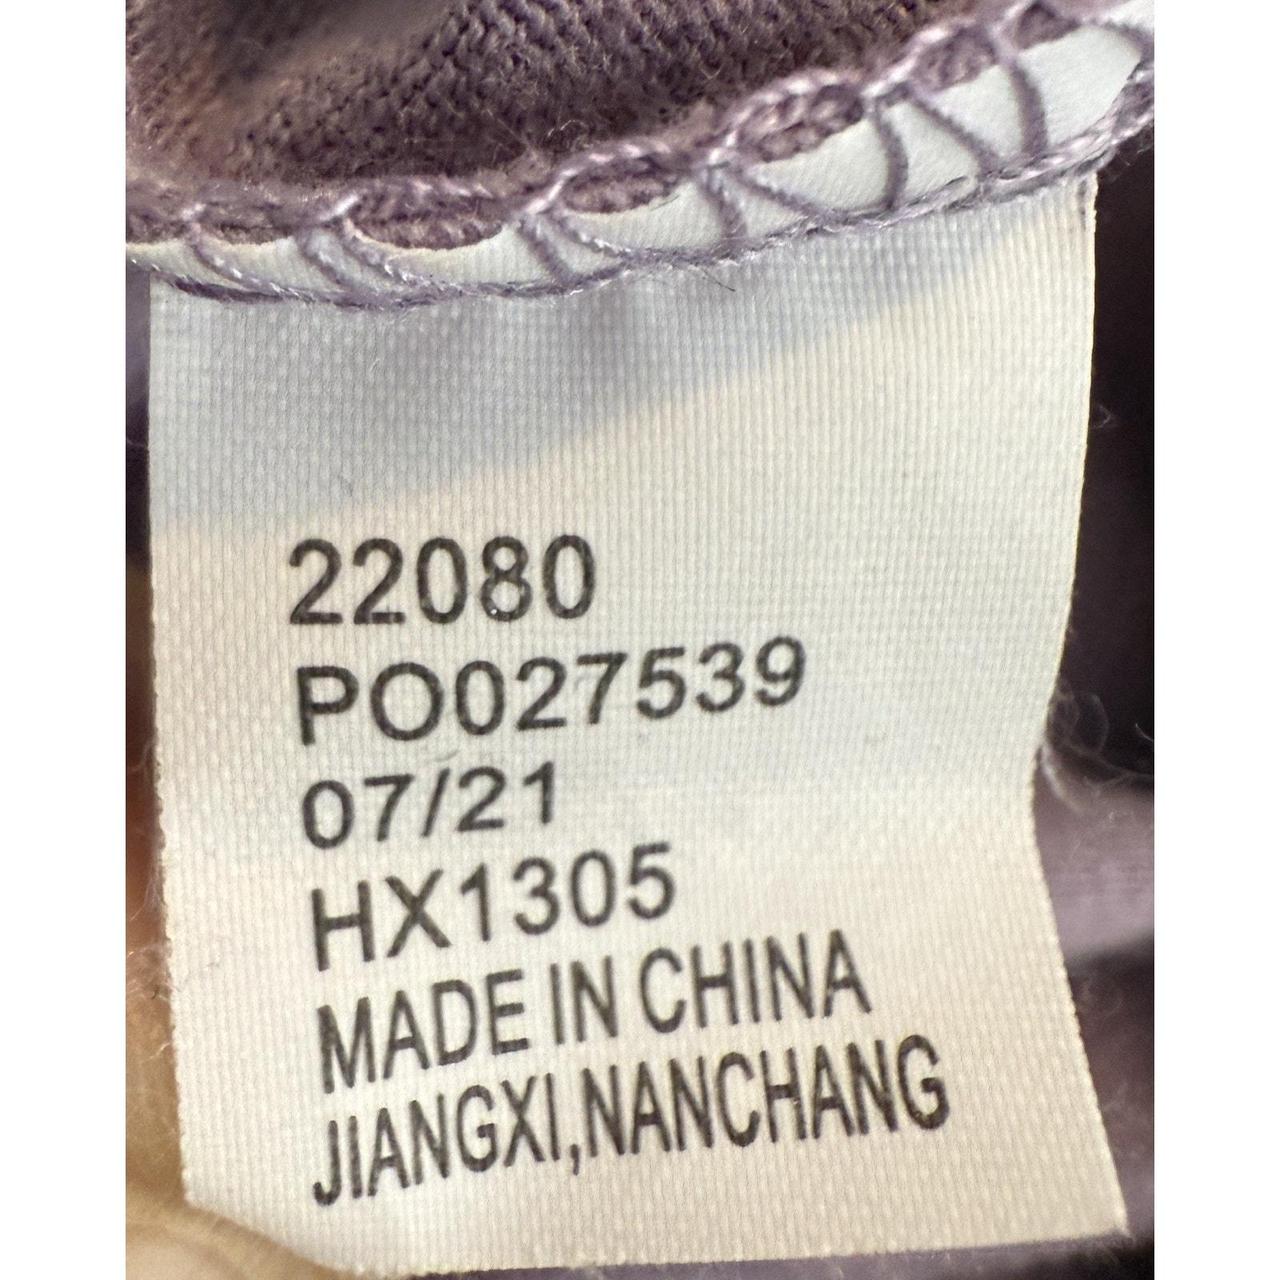 22080
PO027539
07/21
HX1305
MADE IN CHINA
JIANGXI,NANCHANG